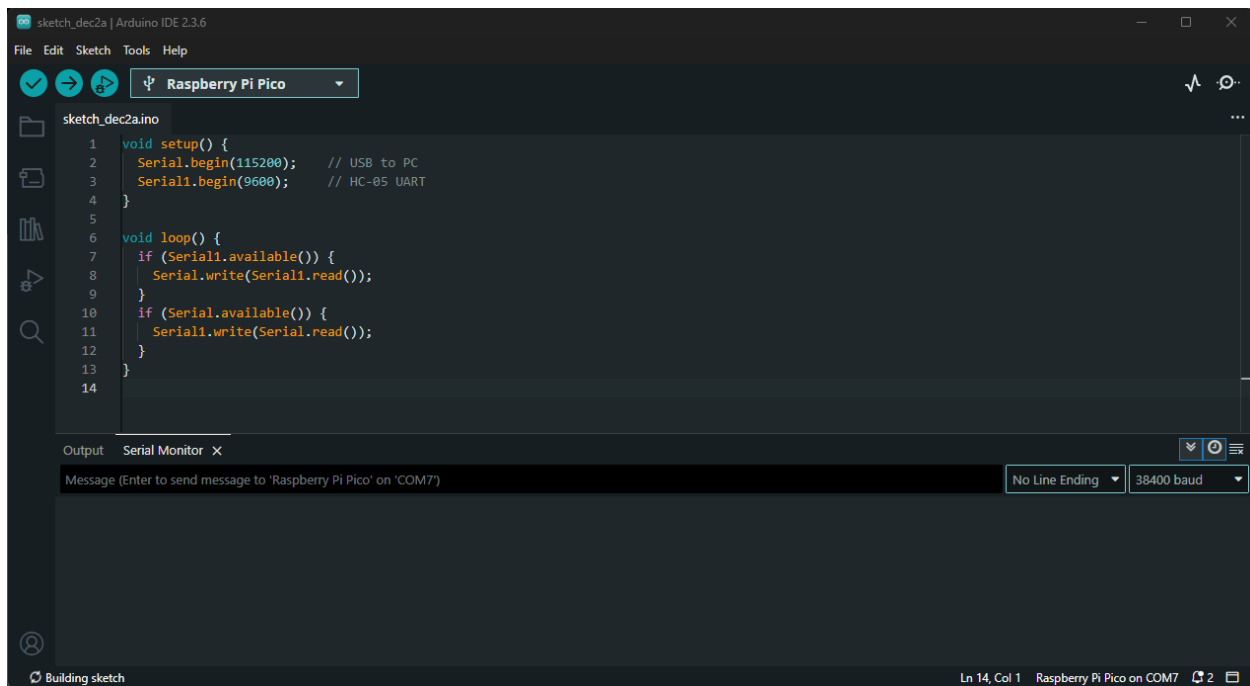 sketch_dec2a | Arduino IDE 2.3.6
File Edit Sketch Tools Help
Raspberry Pi Pico
sketch_dec2a.ino
1 void setup() {
2 Serial.begin(115200); // USB to PC
3 Serial1.begin(9600); // HC-05 UART
4 }
5
6 void loop() {
7 if (Serial1.available()) {
8 Serial.write(Serial1.read());
9 }
10 if (Serial.available()) {
11 Serial1.write(Serial.read());
12 }
13 }
14
Output Serial Monitor
Message (Enter to send message to 'Raspberry Pi Pico' on 'COM7')
No Line Ending 38400 baud
Building sketch Ln 14, Col 1 Raspberry Pi Pico on COM7 2